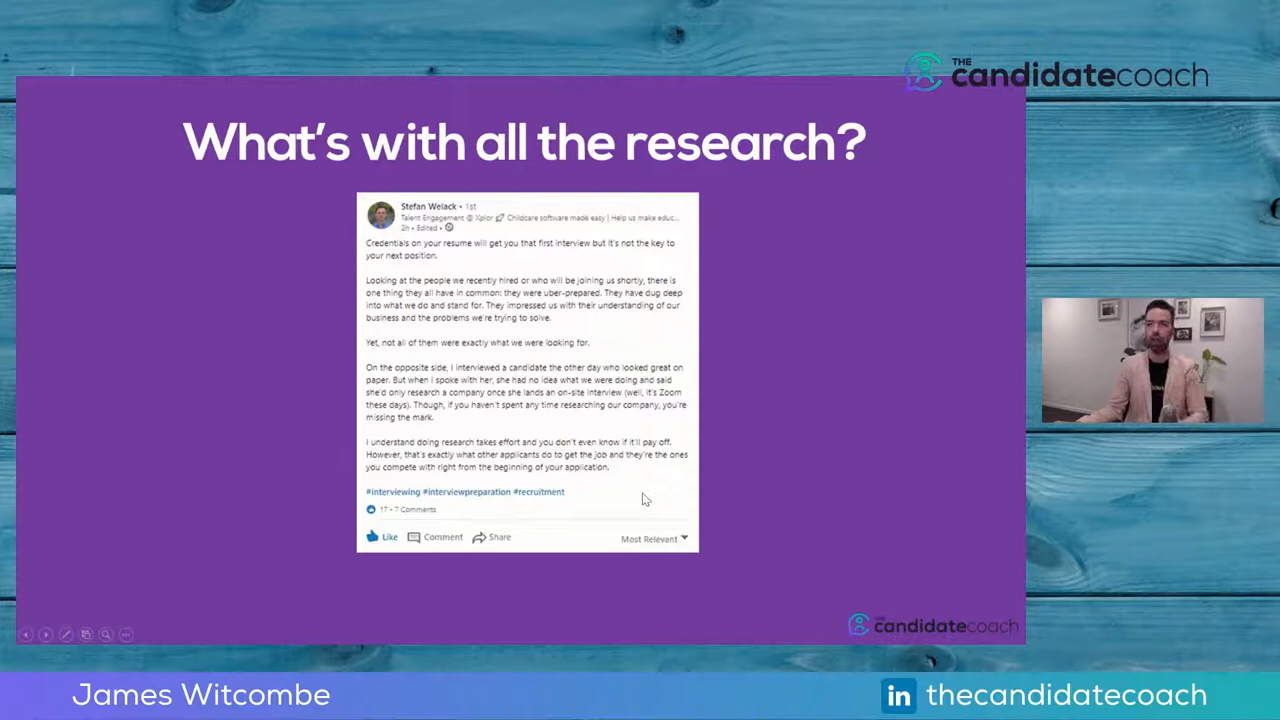 THE
candidatecoach
What's with all the research?
Stefan Welack • 1st
Talent Engagement @ Xplor Childcare software made easy | Help us make educ...
2h • Edited •
Credentials on your resume will get you that first interview but it's not the key to
your next position.
Looking at the people we recently hired or who will be joining us shortly, there is
one thing they all have in common: they were uber-prepared. They have dug deep
into what we do and stand for. They impressed us with their understanding of our
business and the problems we're trying to solve.
Yet, not all of them were exactly what we were looking for.
On the opposite side, I interviewed a candidate the other day who looked great on
paper. But when I spoke with her, she had no idea what we were doing and said
she'd only research a company once she lands an on-site interview (well, it's Zoom
these days). Though, if you haven't spent any time researching our company, you're
missing the mark.
I understand doing research takes effort and you don't even know if it'll pay off.
However, that's exactly what other applicants do to get the job and they're the ones
you compete with right from the beginning of your application.
#interviewing #interviewpreparation #recruitment
17 • 7 Comments
Like Comment Share
Most Relevant
THE
candidatecoach
James Witcombe
in thecandidatecoach